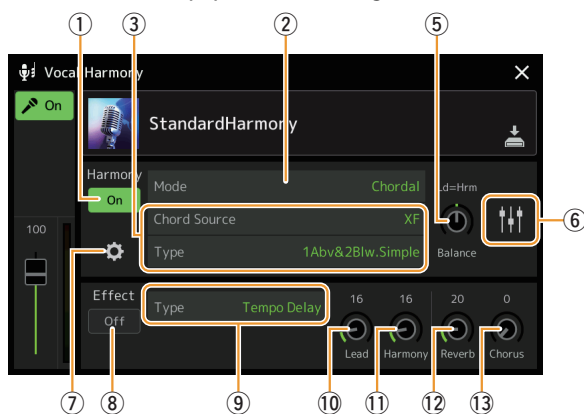 ① ③ ② ⑤
Vocal Harmony ×
On
StandardHarmony
Harmony
On
Mode Chordal
Ld=Hrm
Chord Source XF
Type 1Abv&2Blw.Simple
Balance
⑥
100
Effect
Off
Type Tempo Delay
16 16 20 0
Lead Harmony Reverb Chorus
⑦ ⑧ ⑨ ⑩ ⑪ ⑫ ⑬